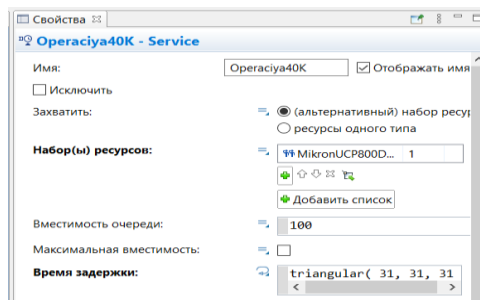 Свойства
Operaciya40K - Service
Имя: Operaciya40K Отображать имя
Исключить
Захватить: (альтернативный) набор ресур
ресурсы одного типа
Набор(ы) ресурсов: MikronUCP800D... 1
Добавить список
Вместимость очереди: 100
Максимальная вместимость:
Время задержки: triangular( 31, 31, 31